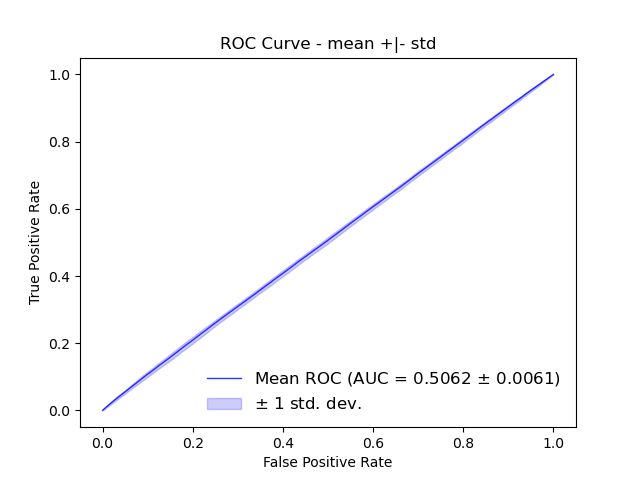 ROC Curve - mean +|- std
True Positive Rate
1.0
0.8
0.6
0.4
0.2
0.0
Mean ROC (AUC = 0.5062 ± 0.0061)
± 1 std. dev.
0.0 0.2 0.4 0.6 0.8 1.0
False Positive Rate